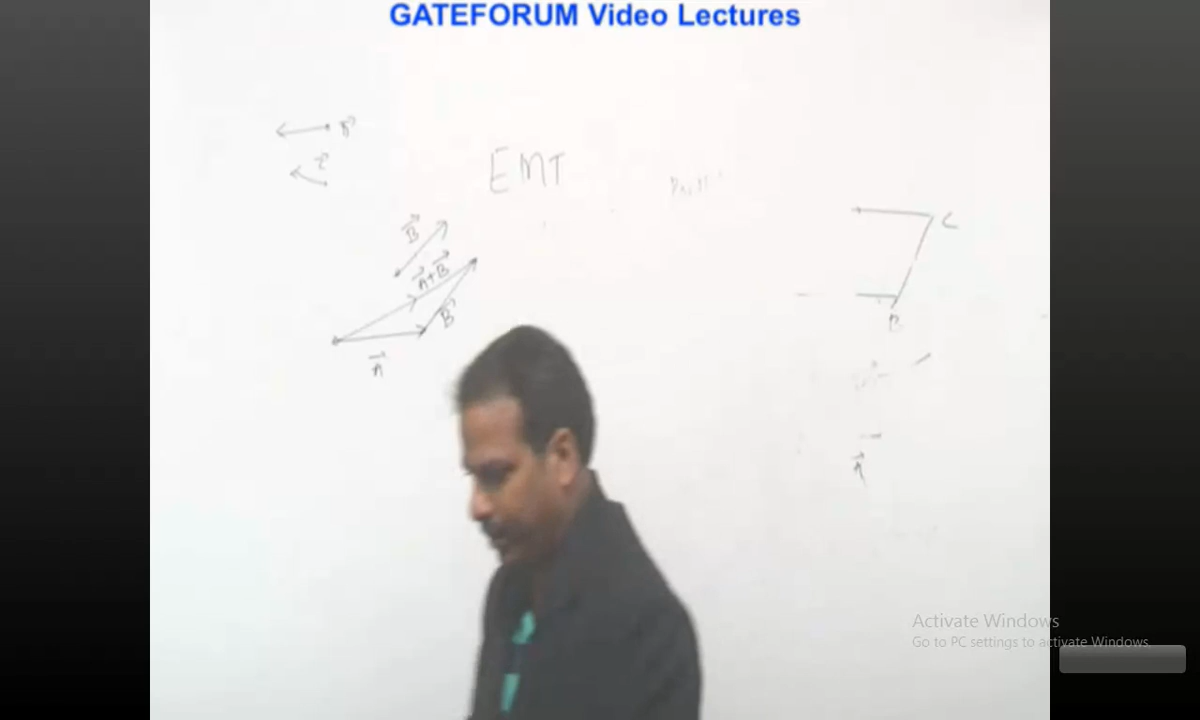 GATEFORUM Video Lectures
EMT
B⃗
A⃗+B⃗
B⃗
A⃗
C
B
A⃗
Activate Windows
Go to PC settings to activate Windows.